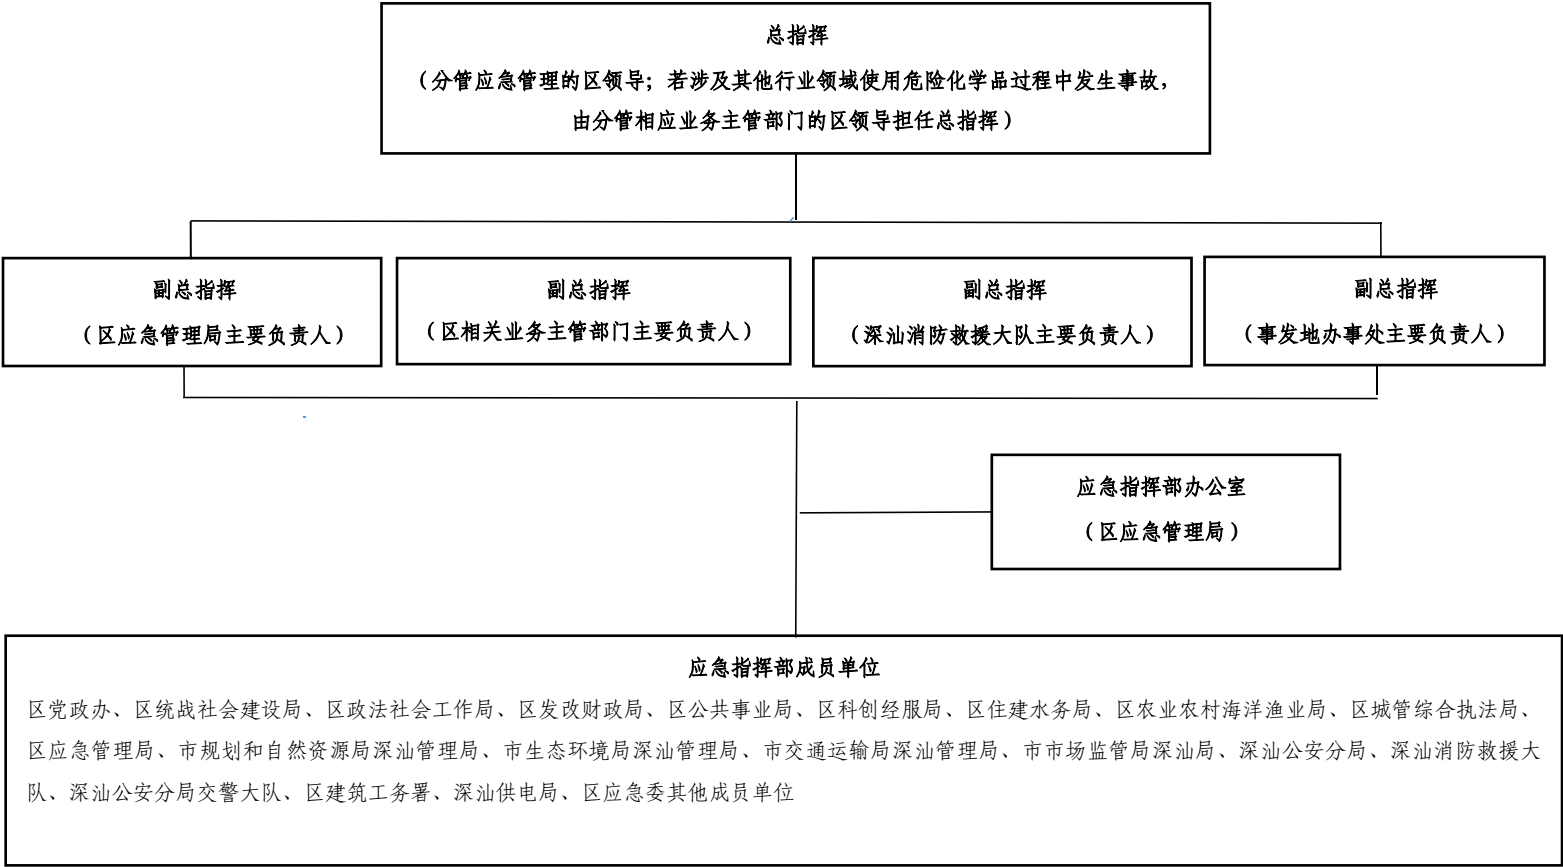 总指挥
（分管应急管理的区领导；若涉及其他行业领域使用危险化学品过程中发生事故，
由分管相应业务主管部门的区领导担任总指挥）
副总指挥
（区应急管理局主要负责人）
副总指挥
（区相关业务主管部门主要负责人）
副总指挥
（深汕消防救援大队主要负责人）
副总指挥
（事发地办事处主要负责人）
应急指挥部办公室
（区应急管理局）
应急指挥部成员单位
区党政办、区统战社会建设局、区政法社会工作局、区发改财政局、区公共事业局、区科创经服局、区住建水务局、区农业农村海洋渔业局、区城管综合执法局、
区应急管理局、市规划和自然资源局深汕管理局、市生态环境局深汕管理局、市交通运输局深汕管理局、市市场监管局深汕局、深汕公安分局、深汕消防救援大
队、深汕公安分局交警大队、区建筑工务署、深汕供电局、区应急委其他成员单位